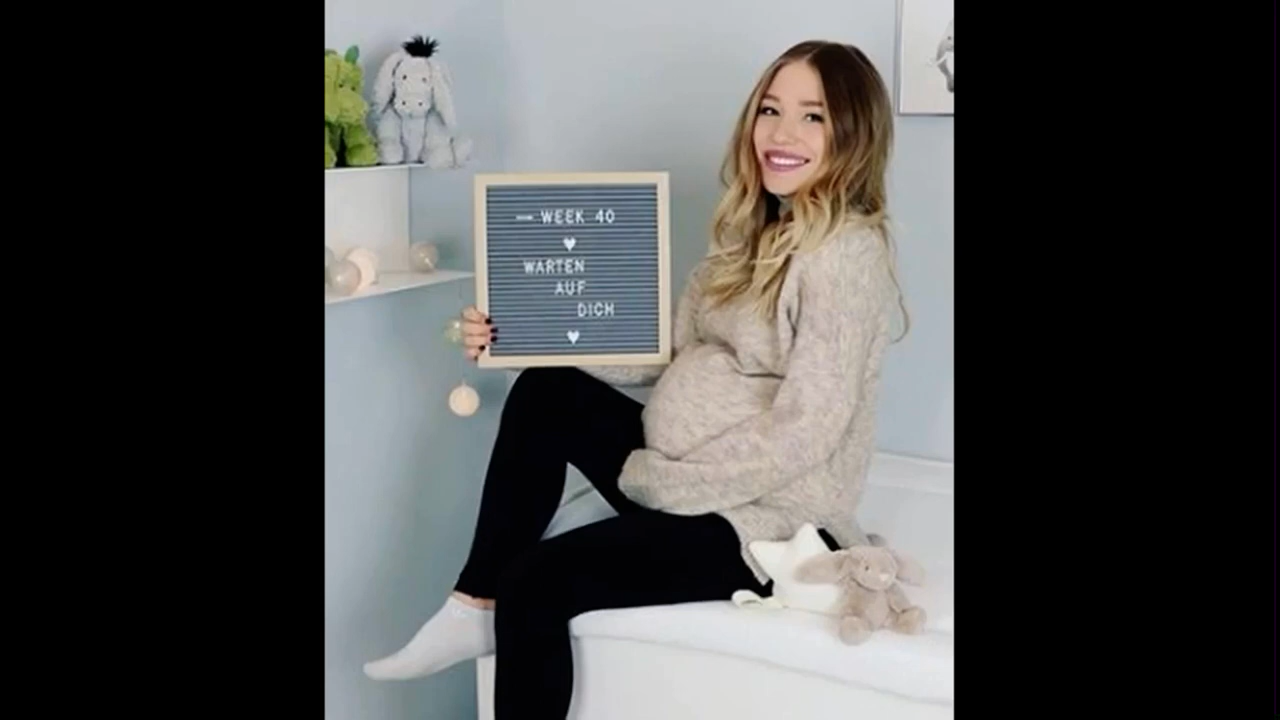 — WEEK 40
♥
WARTEN
AUF
DICH
♥